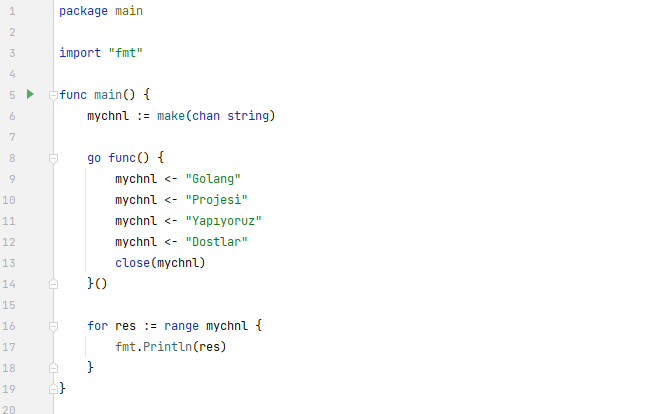 1 package main
2
3 import "fmt"
4
5 func main() {
6     mychnl := make(chan string)
7
8     go func() {
9         mychnl <- "Golang"
10         mychnl <- "Projesi"
11         mychnl <- "Yapıyoruz"
12         mychnl <- "Dostlar"
13         close(mychnl)
14     }()
15
16     for res := range mychnl {
17         fmt.Println(res)
18     }
19 }
20